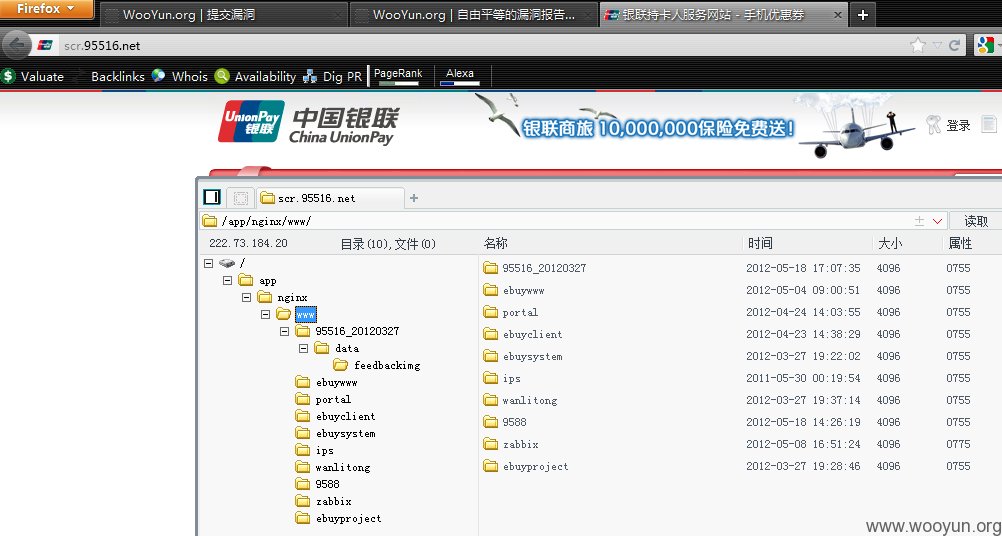 Firefox
WooYun.org | 提交漏洞
WooYun.org | 自由平等的漏洞报告...
银联持卡人服务网站 - 手机优惠券
scr.95516.net
Valuate
Backlinks
Whois
Availability
Dig PR
PageRank
Alexa
UnionPay
银联
中国银联
China UnionPay
银联商旅 10,000,000保险免费送!
登录
scr.95516.net
/app/nginx/www/
读取
222.73.184.20
目录(10),文件(0)
名称 时间 大小 属性
/
app
nginx
www
95516_20120327
data
feedbackimg
ebuywww
portal
ebuyclient
ebuysystem
ips
wanlitong
9588
zabbix
ebuyproject
95516_20120327 2012-05-18 17:07:35 4096 0755
ebuywww 2012-05-04 09:00:51 4096 0755
portal 2012-04-24 14:03:55 4096 0755
ebuyclient 2012-04-23 14:38:29 4096 0755
ebuysystem 2012-03-27 19:22:02 4096 0755
ips 2011-05-30 00:19:54 4096 0755
wanlitong 2012-03-27 19:37:14 4096 0755
9588 2012-05-18 14:26:19 4096 0755
zabbix 2012-05-08 16:51:24 4096 0775
ebuyproject 2012-03-27 19:28:46 4096 0755
www.wooyun.org